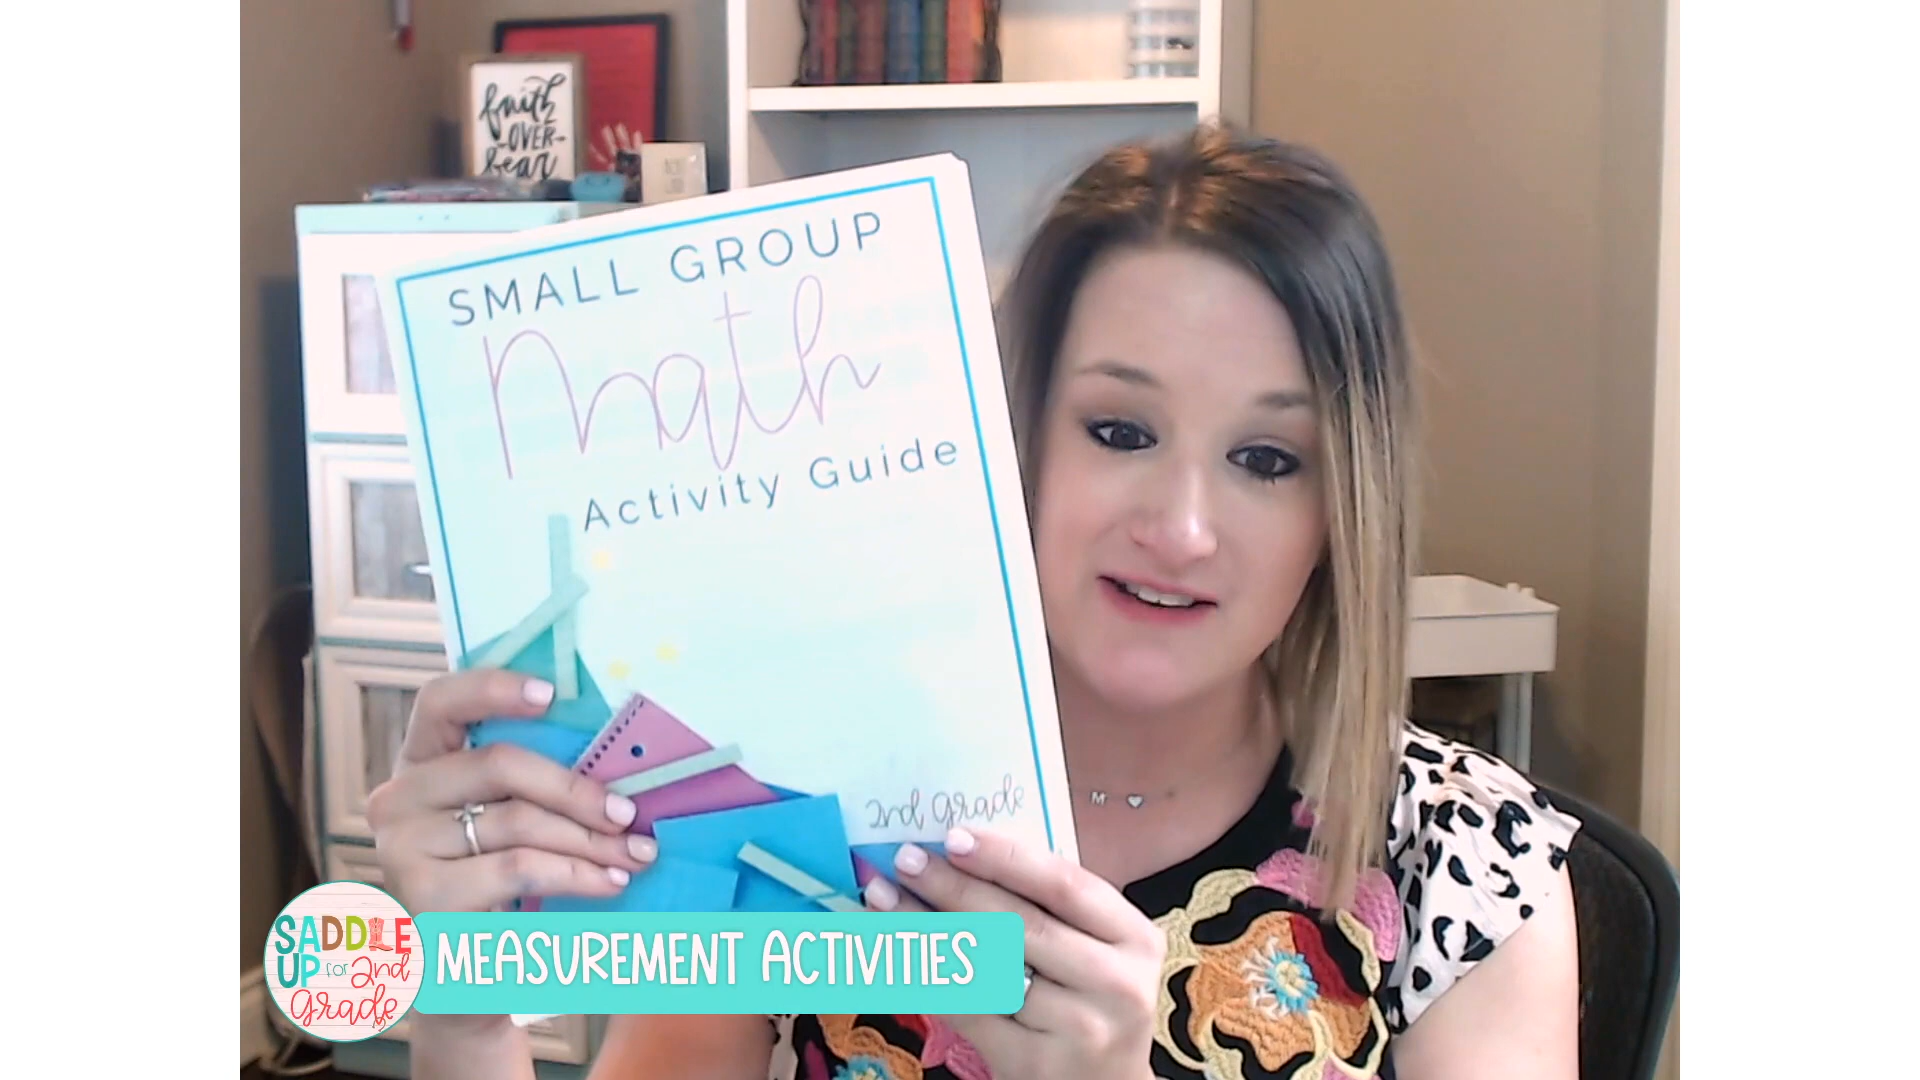 faith
-OVER-
fear
SMALL GROUP
Math
Activity Guide
2nd Grade
M
SADDLE
UP for 2nd
Grade
MEASUREMENT ACTIVITIES